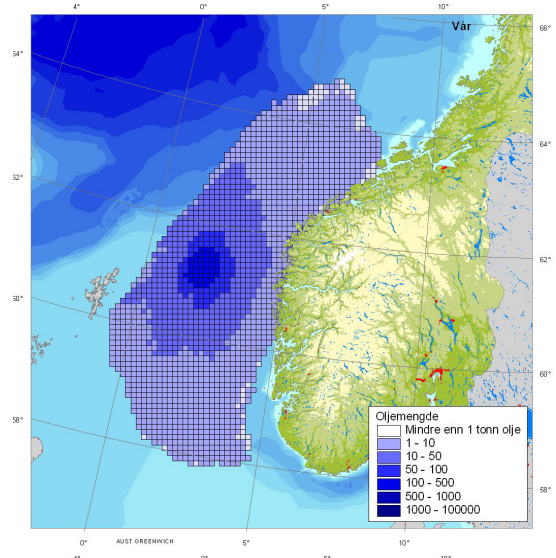 4° 0° 5° 10°
Vår
66°
54°
64°
52°
62°
50°
60°
58°
58°
Oljemengde
Mindre enn 1 tonn olje
1 - 10
10 - 50
50 - 100
100 - 500
500 - 1000
1000 - 100000
0° AUST GREENWICH 5° 10°